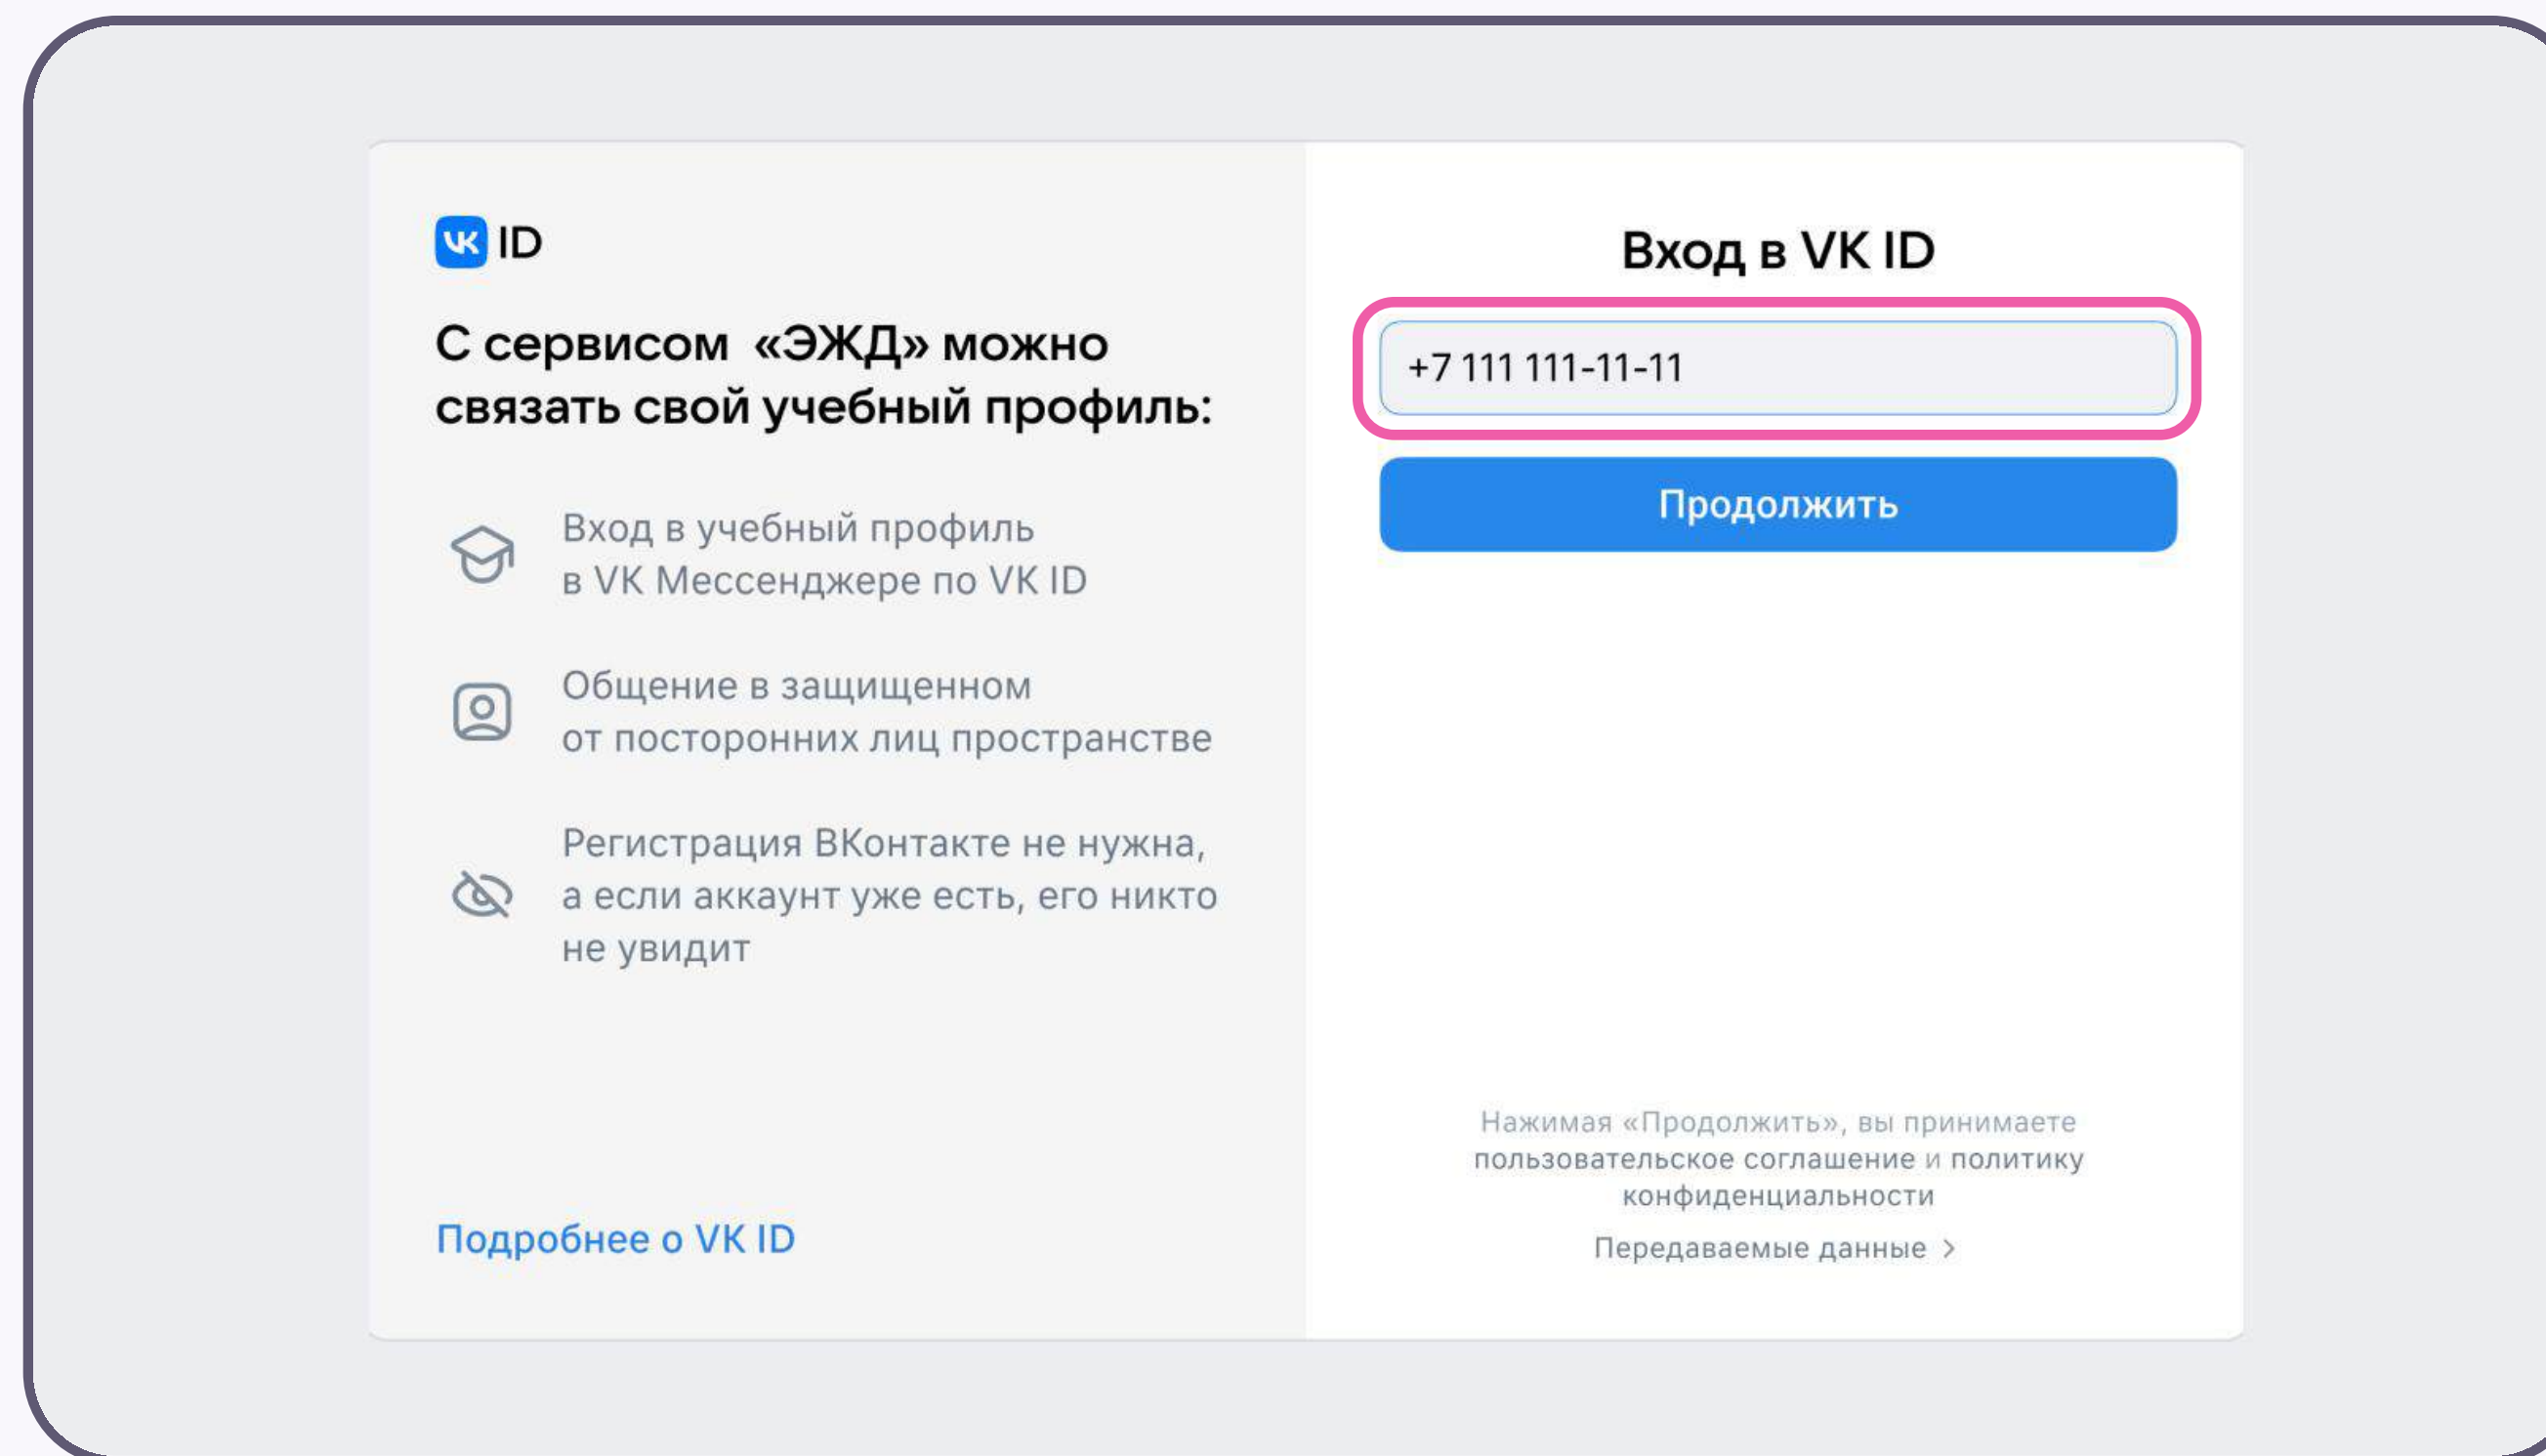 VK ID
С сервисом «ЭЖД» можно
связать свой учебный профиль:
Вход в учебный профиль
в VK Мессенджере по VK ID
Общение в защищенном
от посторонних лиц пространстве
Регистрация ВКонтакте не нужна,
а если аккаунт уже есть, его никто
не увидит
Подробнее о VK ID
Вход в VK ID
+7 111 111-11-11
Продолжить
Нажимая «Продолжить», вы принимаете
пользовательское соглашение и политику
конфиденциальности
Передаваемые данные